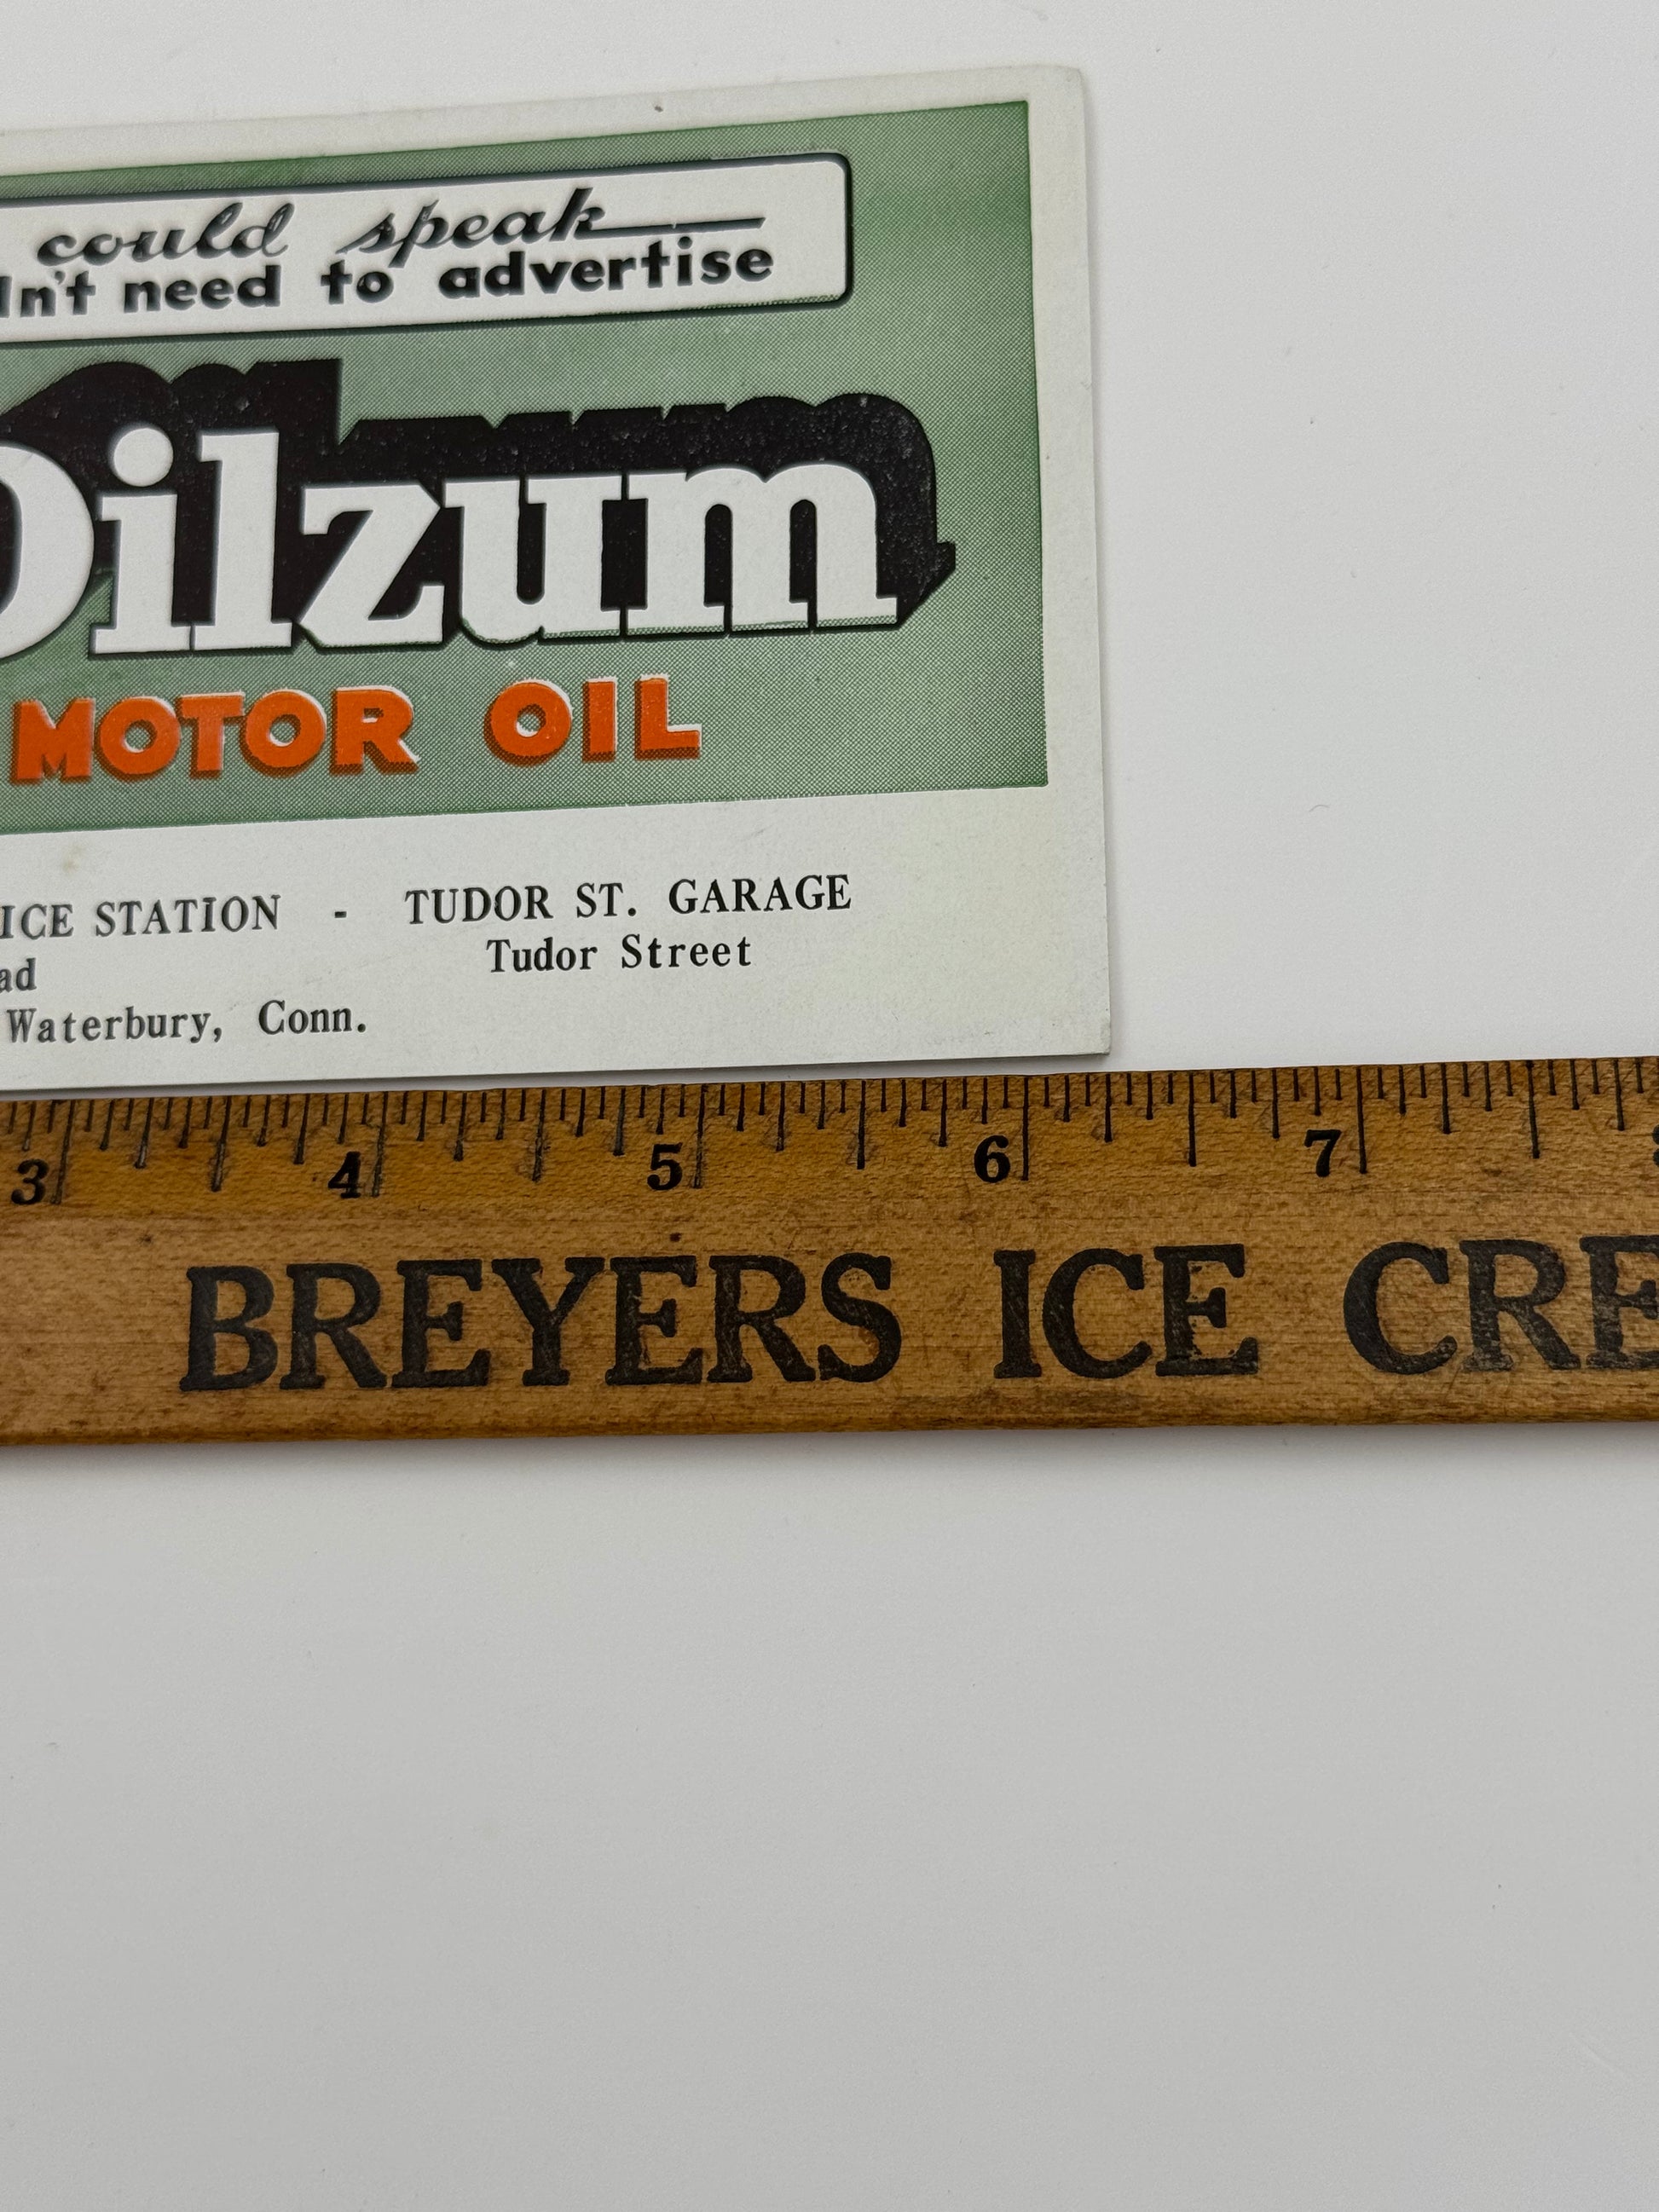 could speak
n't need to advertise
Oilzum
MOTOR OIL
ICE STATION - TUDOR ST. GARAGE
ad Tudor Street
Waterbury, Conn.
3 4 5 6 7
BREYERS ICE CRE